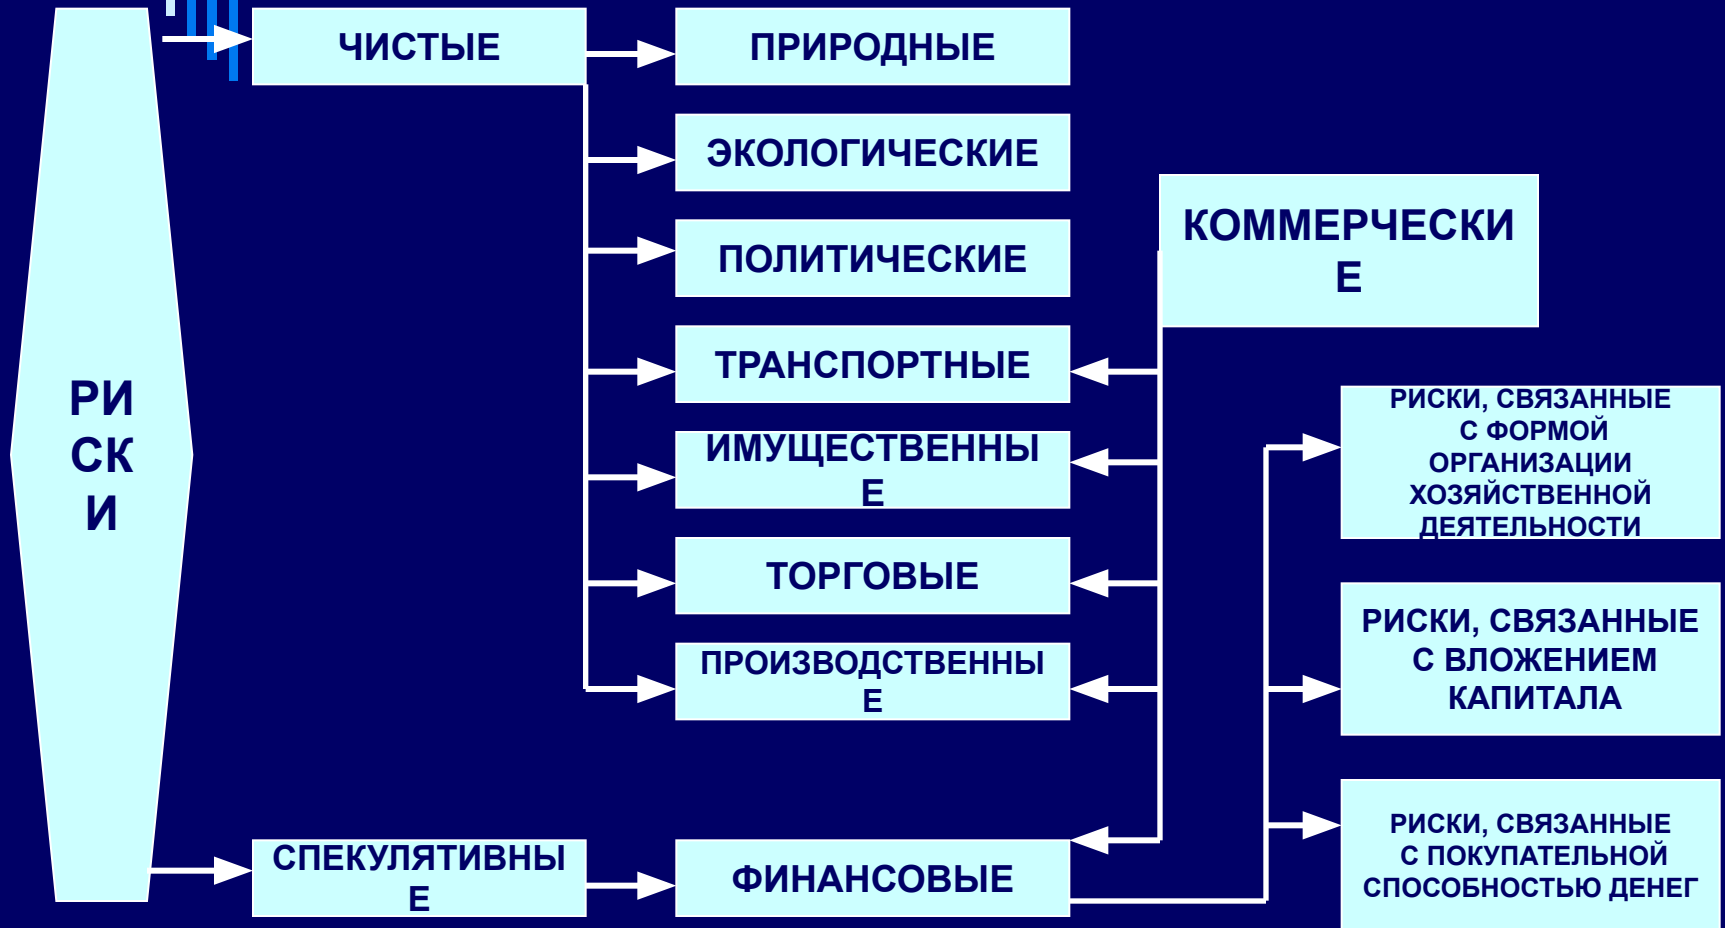 РИ
СК
И
ЧИСТЫЕ
СПЕКУЛЯТИВНЫ
Е
ПРИРОДНЫЕ
ЭКОЛОГИЧЕСКИЕ
ПОЛИТИЧЕСКИЕ
ТРАНСПОРТНЫЕ
ИМУЩЕСТВЕННЫ
Е
ТОРГОВЫЕ
ПРОИЗВОДСТВЕННЫ
Е
ФИНАНСОВЫЕ
КОММЕРЧЕСКИ
Е
РИСКИ, СВЯЗАННЫЕ
С ФОРМОЙ
ОРГАНИЗАЦИИ
ХОЗЯЙСТВЕННОЙ
ДЕЯТЕЛЬНОСТИ
РИСКИ, СВЯЗАННЫЕ
С ВЛОЖЕНИЕМ
КАПИТАЛА
РИСКИ, СВЯЗАННЫЕ
С ПОКУПАТЕЛЬНОЙ
СПОСОБНОСТЬЮ ДЕНЕГ